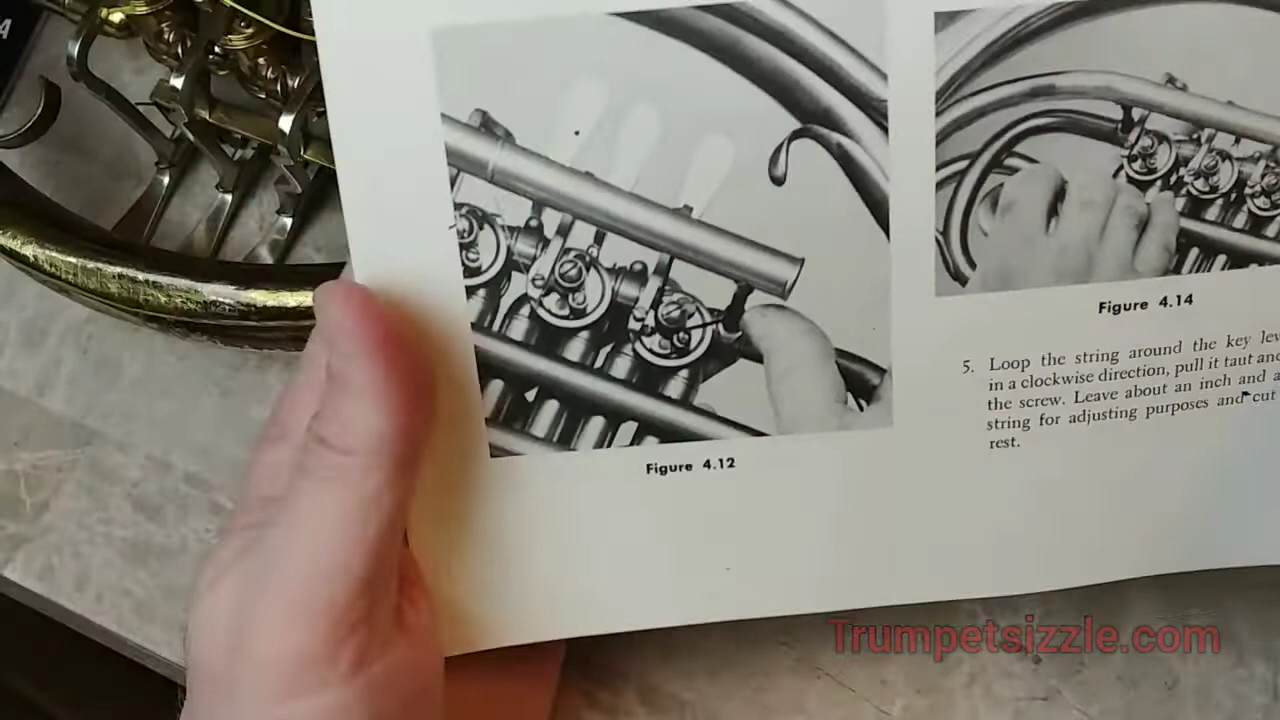 A
Figure 4.12
Figure 4.14
5. Loop the string around the key
in a clockwise direction, pull it taut
the screw. Leave about an inch and
string for adjusting purposes and cut
rest.
Trumpetsizzle.com